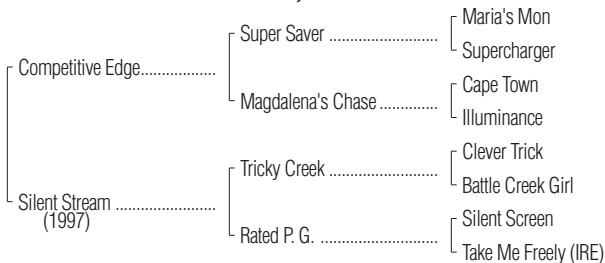 Maria's Mon
Super Saver ..........................
Supercharger
Competitive Edge..................
Cape Town
Magdalena's Chase ..............
Illuminance
Clever Trick
Tricky Creek ..........................
Battle Creek Girl
Silent Stream ........................
(1997)
Silent Screen
Rated P. G. ............................
Take Me Freely (IRE)